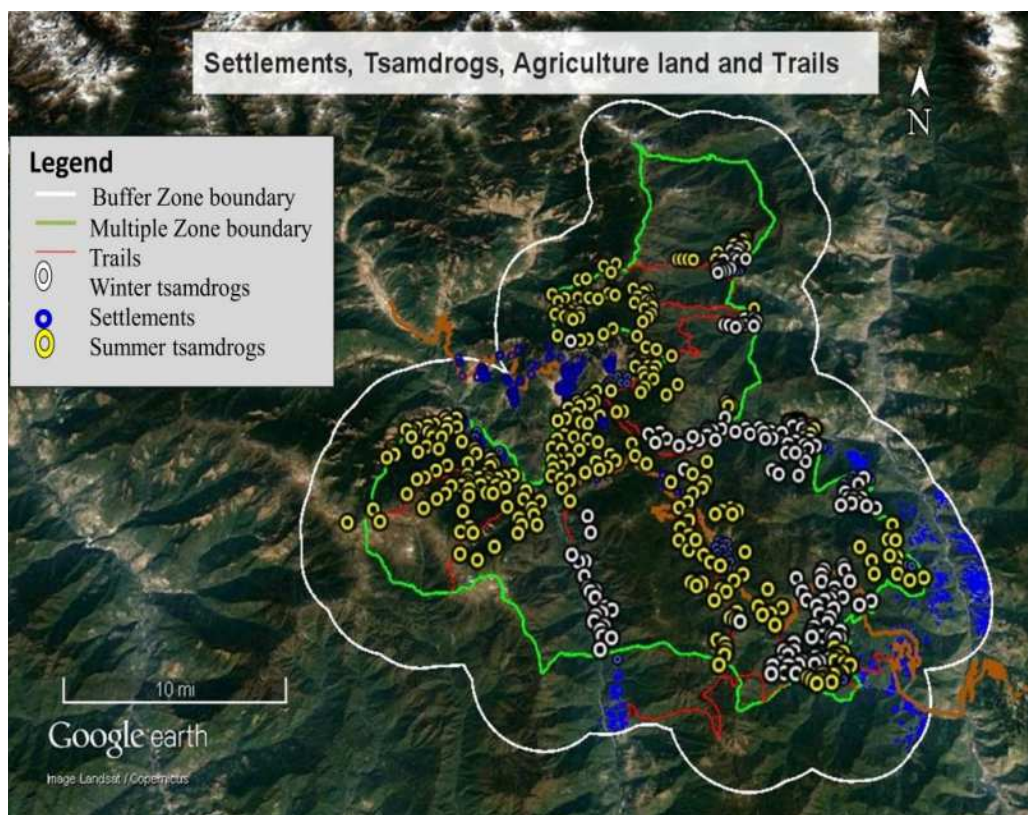 Settlements, Tsamdrogs, Agriculture land and Trails
N
Legend
Buffer Zone boundary
Multiple Zone boundary
Trails
Winter tsamdrogs
Settlements
Summer tsamdrogs
10 mi
Google earth
Image Landsat / Copernicus